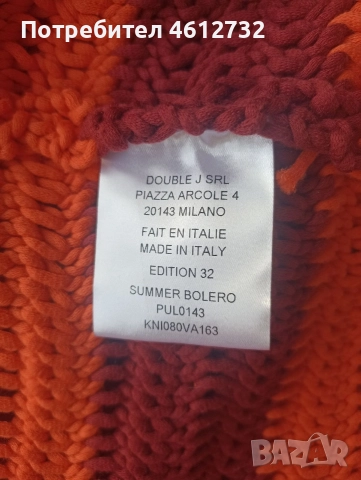 Потребител 4612732
DOUBLE J SRL
PIAZZA ARCOLE 4
20143 MILANO
FAIT EN ITALIE
MADE IN ITALY
EDITION 32
SUMMER BOLERO
PUL0143
KNI080VA163
BAZAR